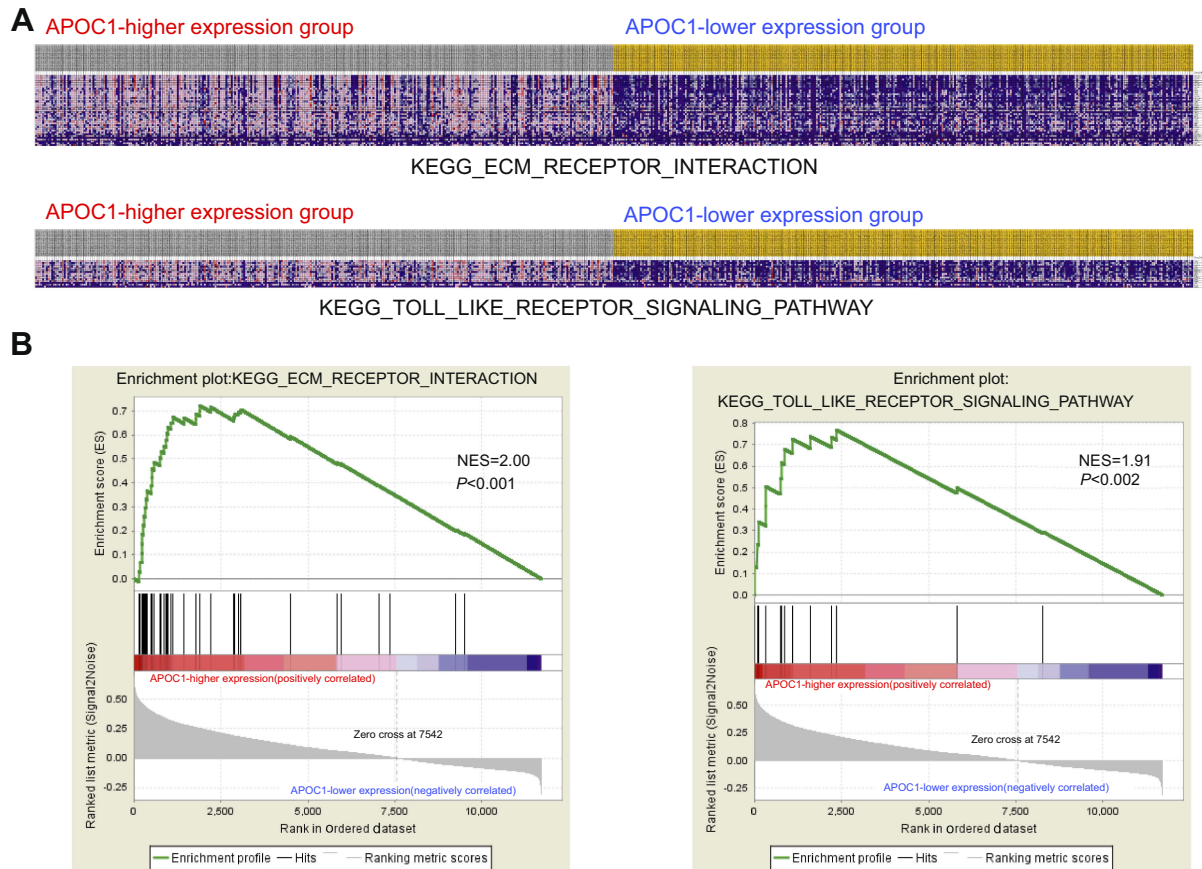 A
APOC1-higher expression group
APOC1-lower expression group
KEGG_ECM_RECEPTOR_INTERACTION
APOC1-higher expression group
APOC1-lower expression group
KEGG_TOLL_LIKE_RECEPTOR_SIGNALING_PATHWAY
B
Enrichment plot:KEGG_ECM_RECEPTOR_INTERACTION
Enrichment score (ES)
0.7
0.6
0.5
0.4
0.3
0.2
0.1
0.0
NES=2.00
P<0.001
APOC1-higher expression(positively correlated)
Ranked list metric (Signal2Noise)
0.50
0.25
0.00
-0.25
Zero cross at 7542
APOC1-lower expression(negatively correlated)
0 2,500 5,000 7,500 10,000
Rank in ordered dataset
Enrichment profile Hits Ranking metric scores
Enrichment plot:
KEGG_TOLL_LIKE_RECEPTOR_SIGNALING_PATHWAY
Enrichment score (ES)
0.8
0.7
0.6
0.5
0.4
0.3
0.2
0.1
0.0
NES=1.91
P<0.002
APOC1-higher expression(positively correlated)
Ranked list metric (Signal2Noise)
0.50
0.25
0.00
-0.25
Zero cross at 7542
APOC1-lower expression(negatively correlated)
0 2,500 5,000 7,500 10,000
Rank in ordered dataset
Enrichment profile Hits Ranking metric scores